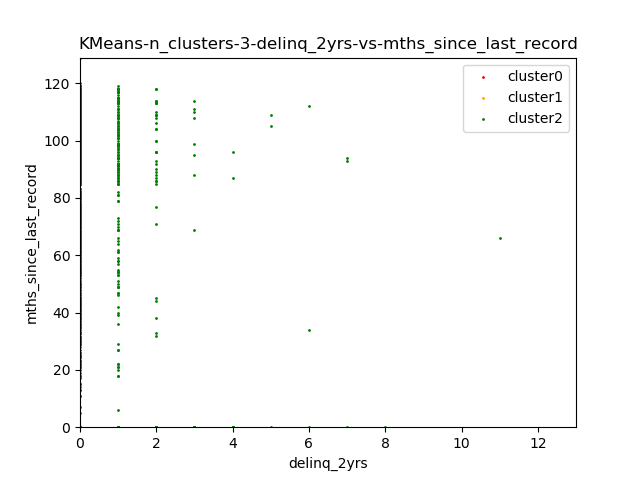 KMeans-n_clusters-3-delinq_2yrs-vs-mths_since_last_record
cluster0
cluster1
cluster2
120
100
80
60
40
20
0
mths_since_last_record
0 2 4 6 8 10 12
delinq_2yrs